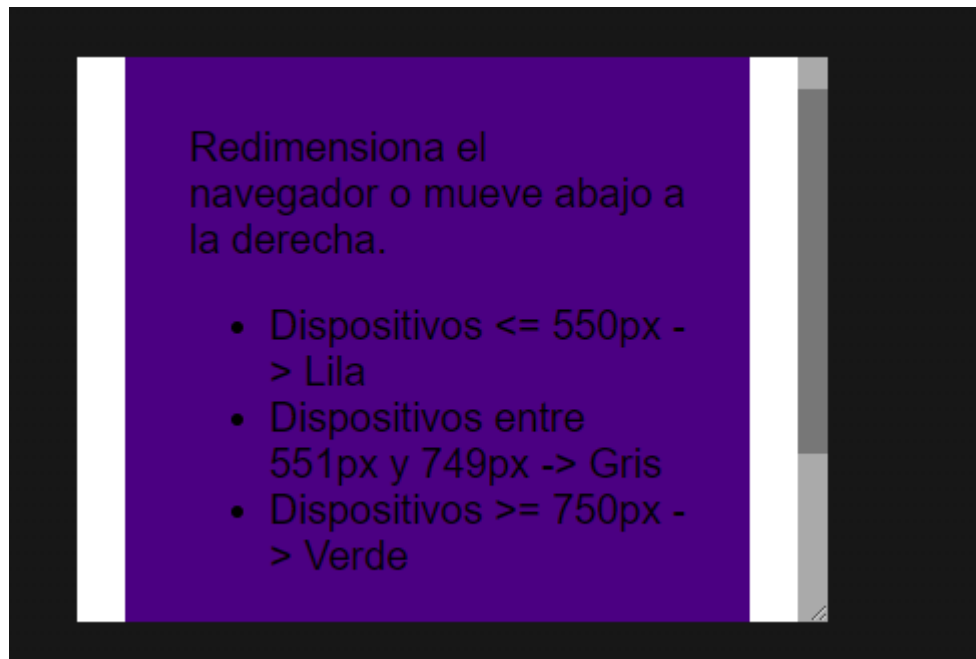 Redimensiona el
navegador o mueve abajo a
la derecha.
• Dispositivos <= 550px -
> Lila
• Dispositivos entre
551px y 749px -> Gris
• Dispositivos >= 750px -
> Verde